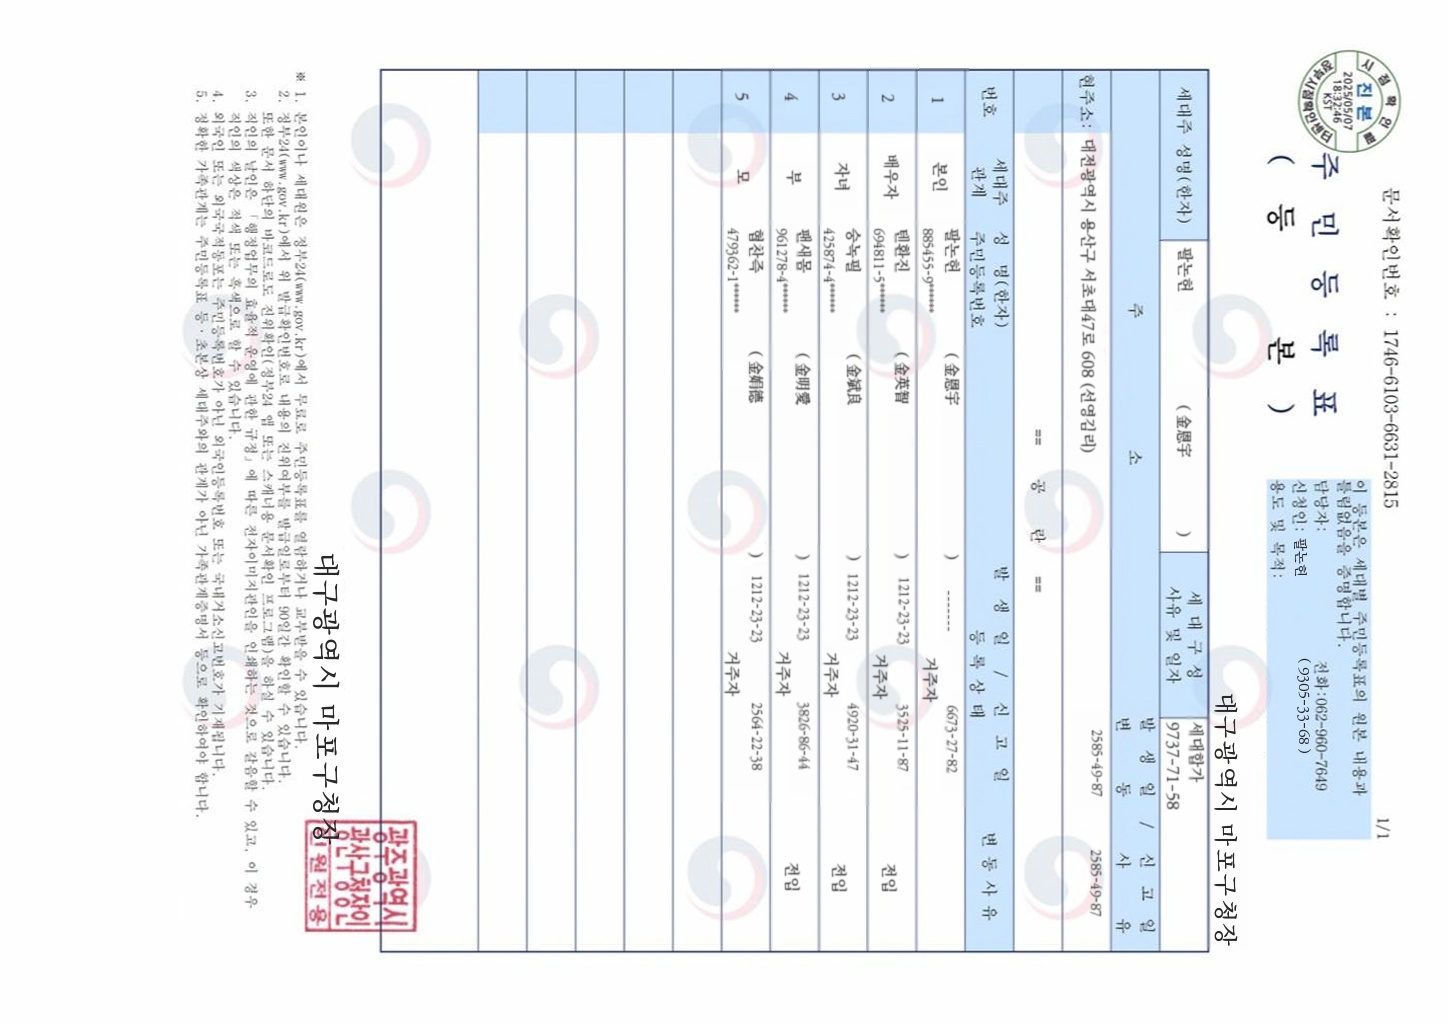 문서확인번호 : 1746-6103-6631-2815
1/1
시점확인필
진본
2025/05/07
18:32:46
KST
정부시점확인센터
주 민 등 록 표
( 등 본 )
이 등본은 세대별 주민등록표의 원본 내용과
틀림없음을 증명합니다.
담당자: 전화:062-960-7649
신청인: 팔논헌 (9305-33-68)
용도 및 목적:
대구광역시 마포구청장
세대주 성명(한자) 팔논헌 ( 金恩宇 ) 세 대 구 성 사유 및 일자 세대합가
9737-71-58
주 소 발 생 일 / 신 고 일
변 동 사 유
현주소: 대전광역시 용산구 서초대47로 608 (선영김리) 2585-49-87 2585-49-87
== 공 란 ==
번호 세대주 관계 성 명(한자) 주민등록번호 발 생 일 / 신 고 일 등 록 상 태 변 동 사 유
1 본인 팔논헌 ( 金恩宇 ) ------- 6673-27-82
885455-9****** 거주자
2 배우자 텐환진 ( 金英智 ) 1212-23-23 3525-11-87 전입
694811-5****** 거주자
3 자녀 승녹필 ( 金斌良 ) 1212-23-23 4920-31-47 전입
425874-4****** 거주자
4 부 팬새몸 ( 金明愛 ) 1212-23-23 3826-86-44 전입
961278-4****** 거주자
5 모 협찬죽 ( 金娟德 ) 1212-23-23 2564-22-38
479362-1****** 거주자
대구광역시 마포구청장
광주광역시
광산구청장인
민원전용
※ 1. 본인이나 세대원은 정부24(www.gov.kr)에서 무료로 주민등록표를 열람하거나 교부받을 수 있습니다.
2. 정부24(www.gov.kr)에서 위 발급확인번호로 내용의 진위여부를 발급일로부터 90일간 확인할 수 있습니다.
또한 문서 하단의 바코드로도 진위확인(정부24 앱 또는 스캐너용 문서확인 프로그램)을 하실 수 있습니다.
3. 직인의 날인은 「행정업무의 효율적 운영에 관한 규정」에 따른 전자이미지관인을 인쇄하는 것으로 갈음할 수 있고, 이 경우
직인의 색상은 적색 또는 흑색으로 할 수 있습니다.
4. 외국인 또는 외국국적동포는 주민등록번호가 아닌 외국인등록번호 또는 국내거소신고번호가 기재됩니다.
5. 정확한 가족관계는 주민등록표 등·초본상 세대주와의 관계가 아닌 가족관계증명서 등으로 확인하여야 합니다.